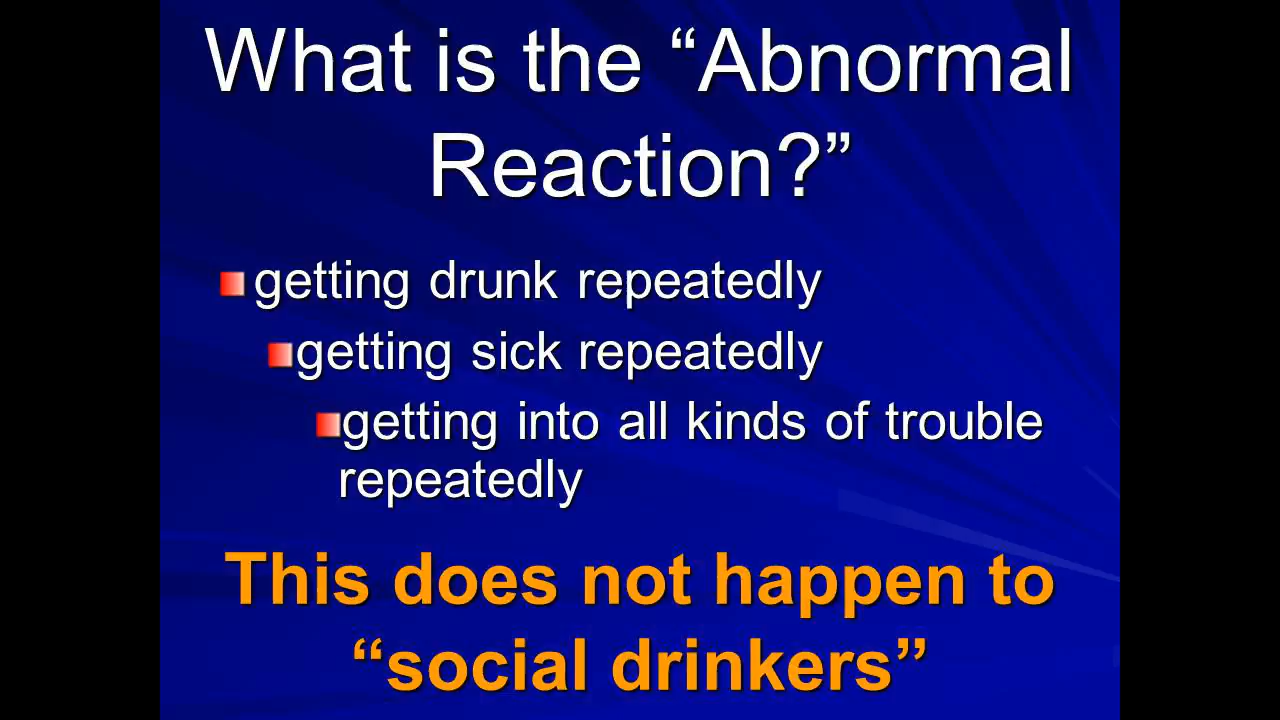 What is the “Abnormal
Reaction?”
getting drunk repeatedly
getting sick repeatedly
getting into all kinds of trouble
repeatedly
This does not happen to
“social drinkers”